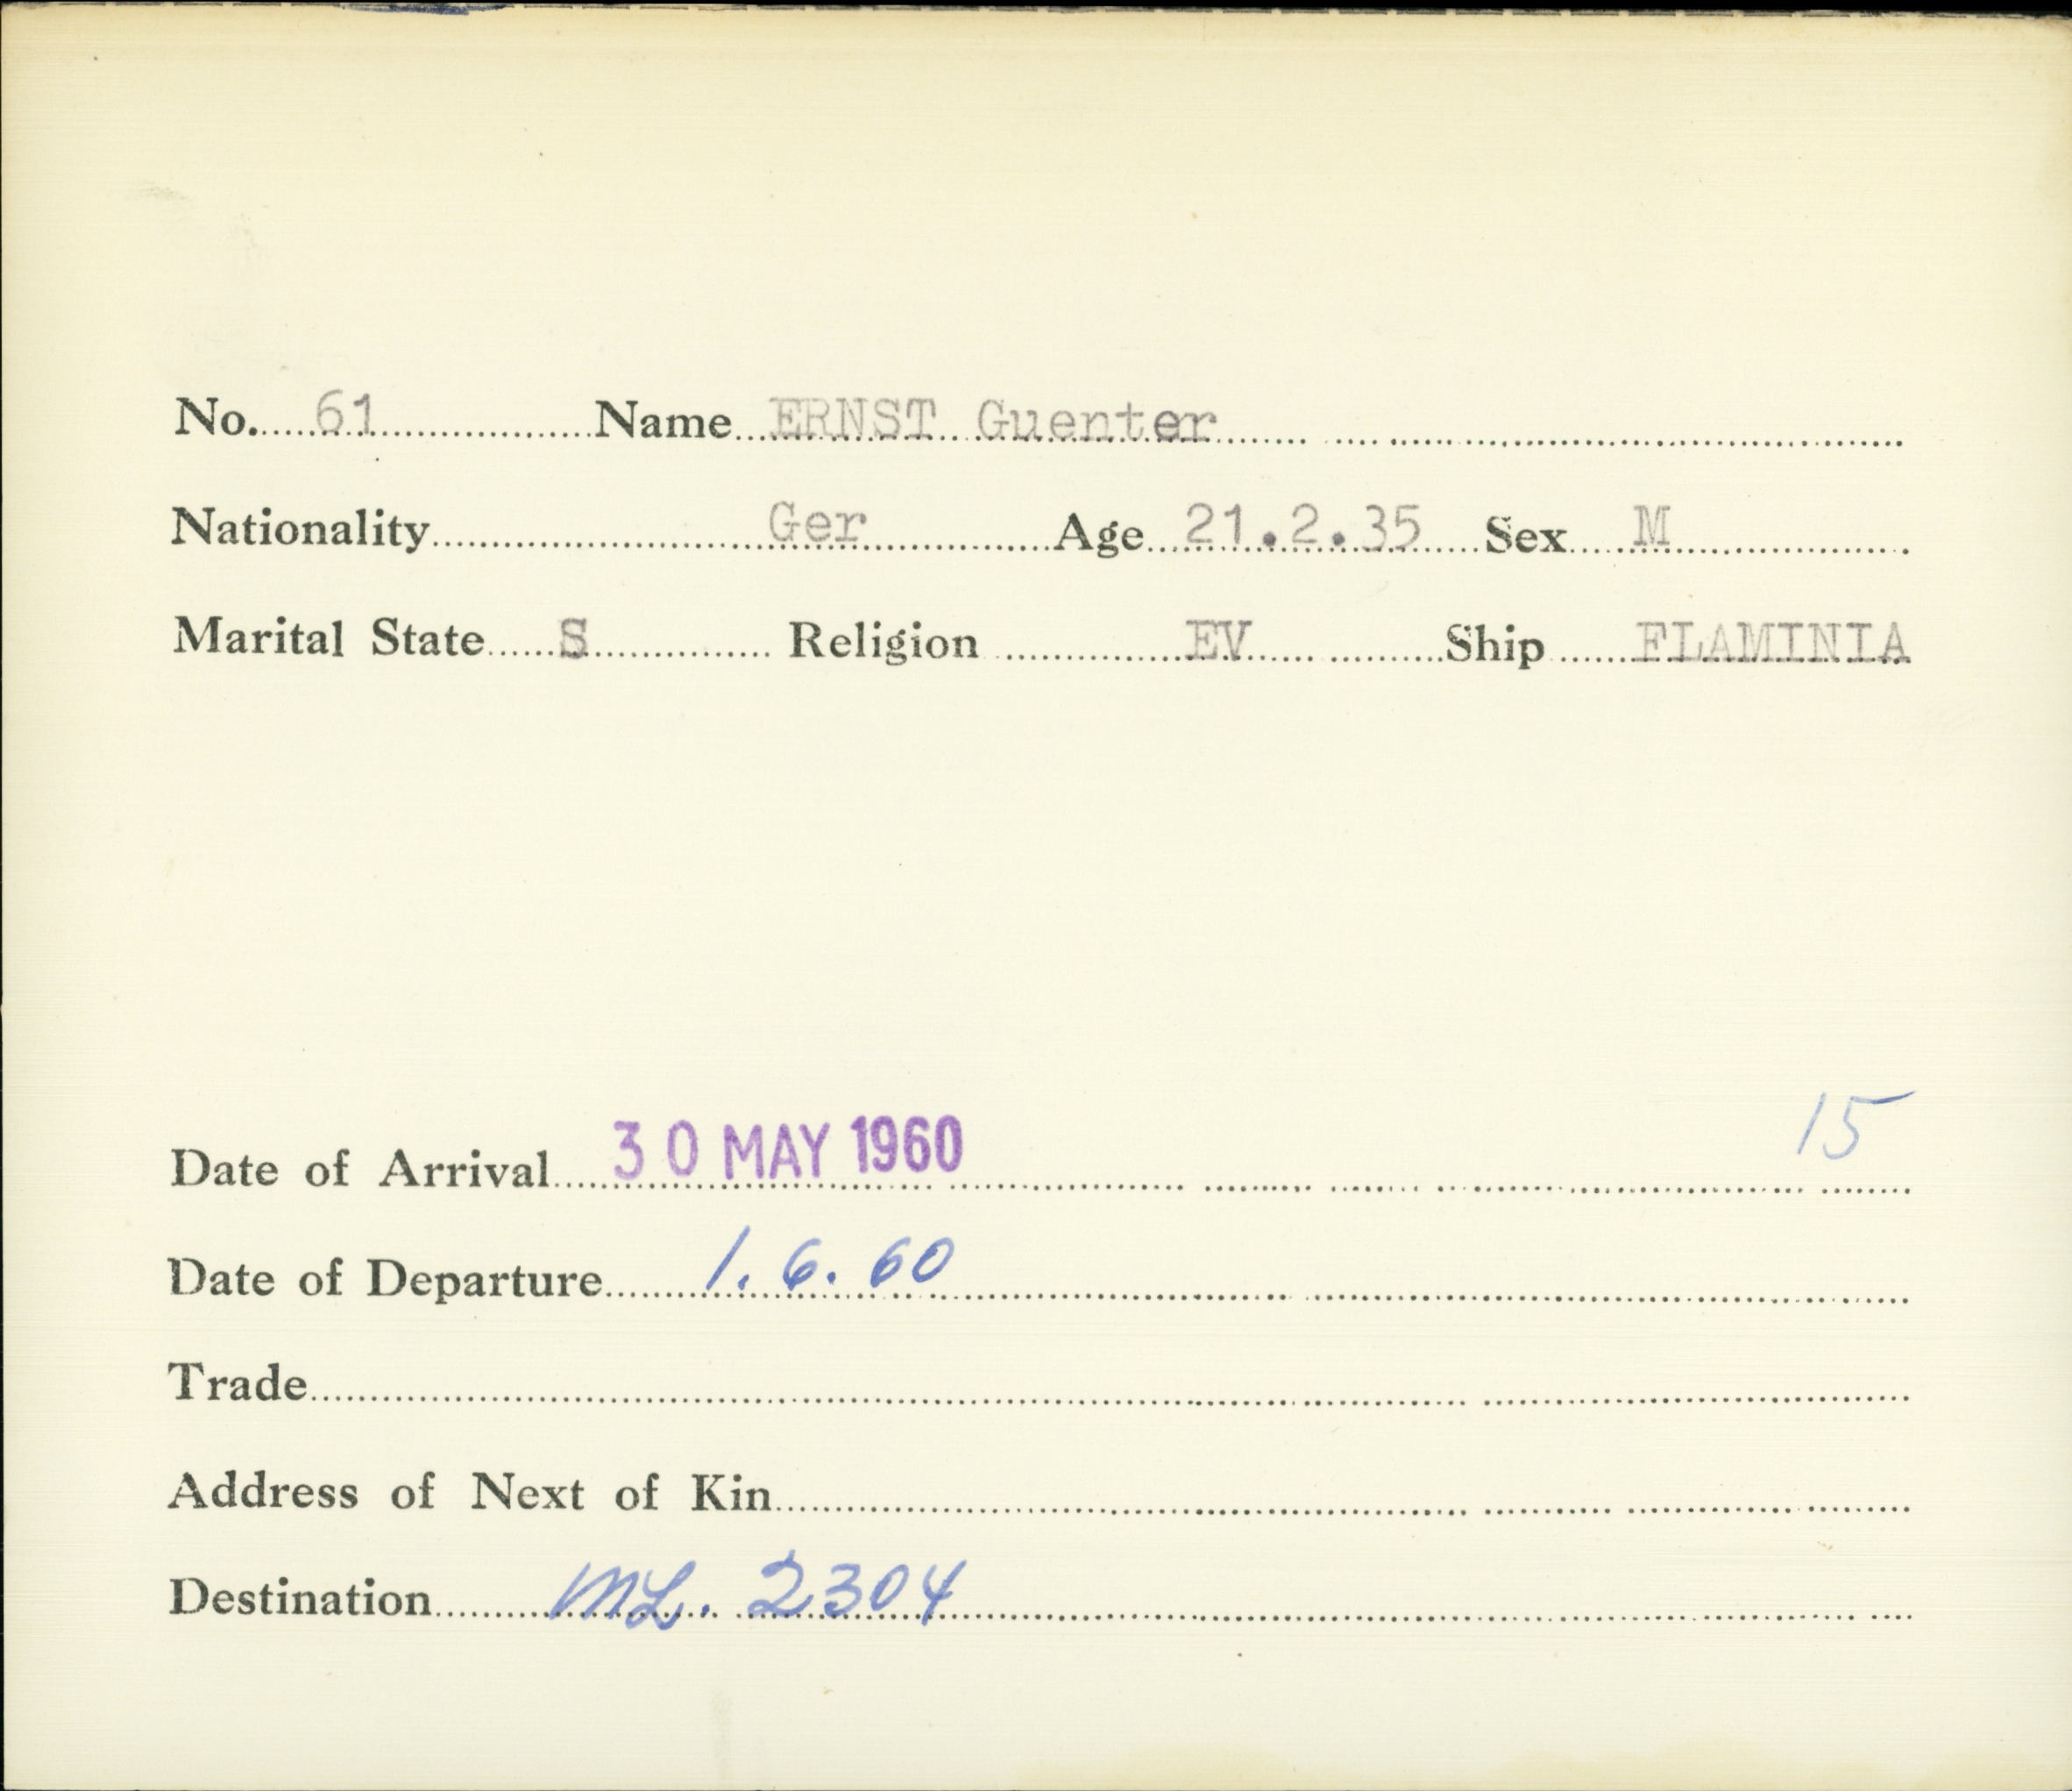 No. 61 Name ERNST Guenter
Nationality Ger Age 21.2.35 Sex M
Marital State S Religion EV Ship FLAMINIA
15
Date of Arrival 30 MAY 1960
Date of Departure 1.6.60
Trade
Address of Next of Kin
Destination ML. 2304